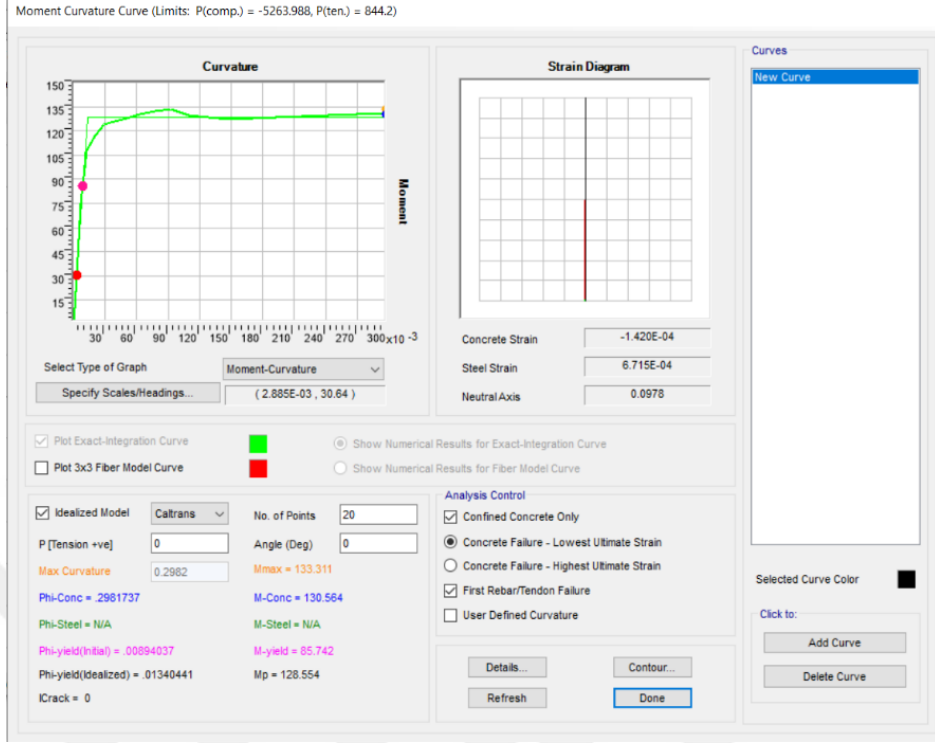 Moment Curvature Curve (Limits: P(comp.) = -5263.988, P(ten.) = 844.2)
Curvature
150
135
120
105
90
75
60
45
30
15
Moment
30 60 90 120 150 180 210 240 270 300 x10 -3
Select Type of Graph
Moment-Curvature
Specify Scales/Headings...
( 2.885E-03 , 30.64 )
Strain Diagram
Concrete Strain
-1.420E-04
Steel Strain
6.715E-04
Neutral Axis
0.0978
Plot Exact-Integration Curve
Show Numerical Results for Exact-Integration Curve
Plot 3x3 Fiber Model Curve
Show Numerical Results for Fiber Model Curve
Idealized Model
Caltrans
No. of Points
20
P [Tension +ve]
0
Angle (Deg)
0
Max Curvature
0.2982
Mmax = 133.311
Phi-Conc = .2981737
M-Conc = 130.564
Phi-Steel = N/A
M-Steel = N/A
Phi-yield(Initial) = .00894037
M-yield = 85.742
Phi-yield(Idealized) = .01340441
Mp = 128.554
ICrack = 0
Analysis Control
Confined Concrete Only
Concrete Failure - Lowest Ultimate Strain
Concrete Failure - Highest Ultimate Strain
First Rebar/Tendon Failure
User Defined Curvature
Details...
Contour...
Refresh
Done
Curves
New Curve
Selected Curve Color
Click to:
Add Curve
Delete Curve